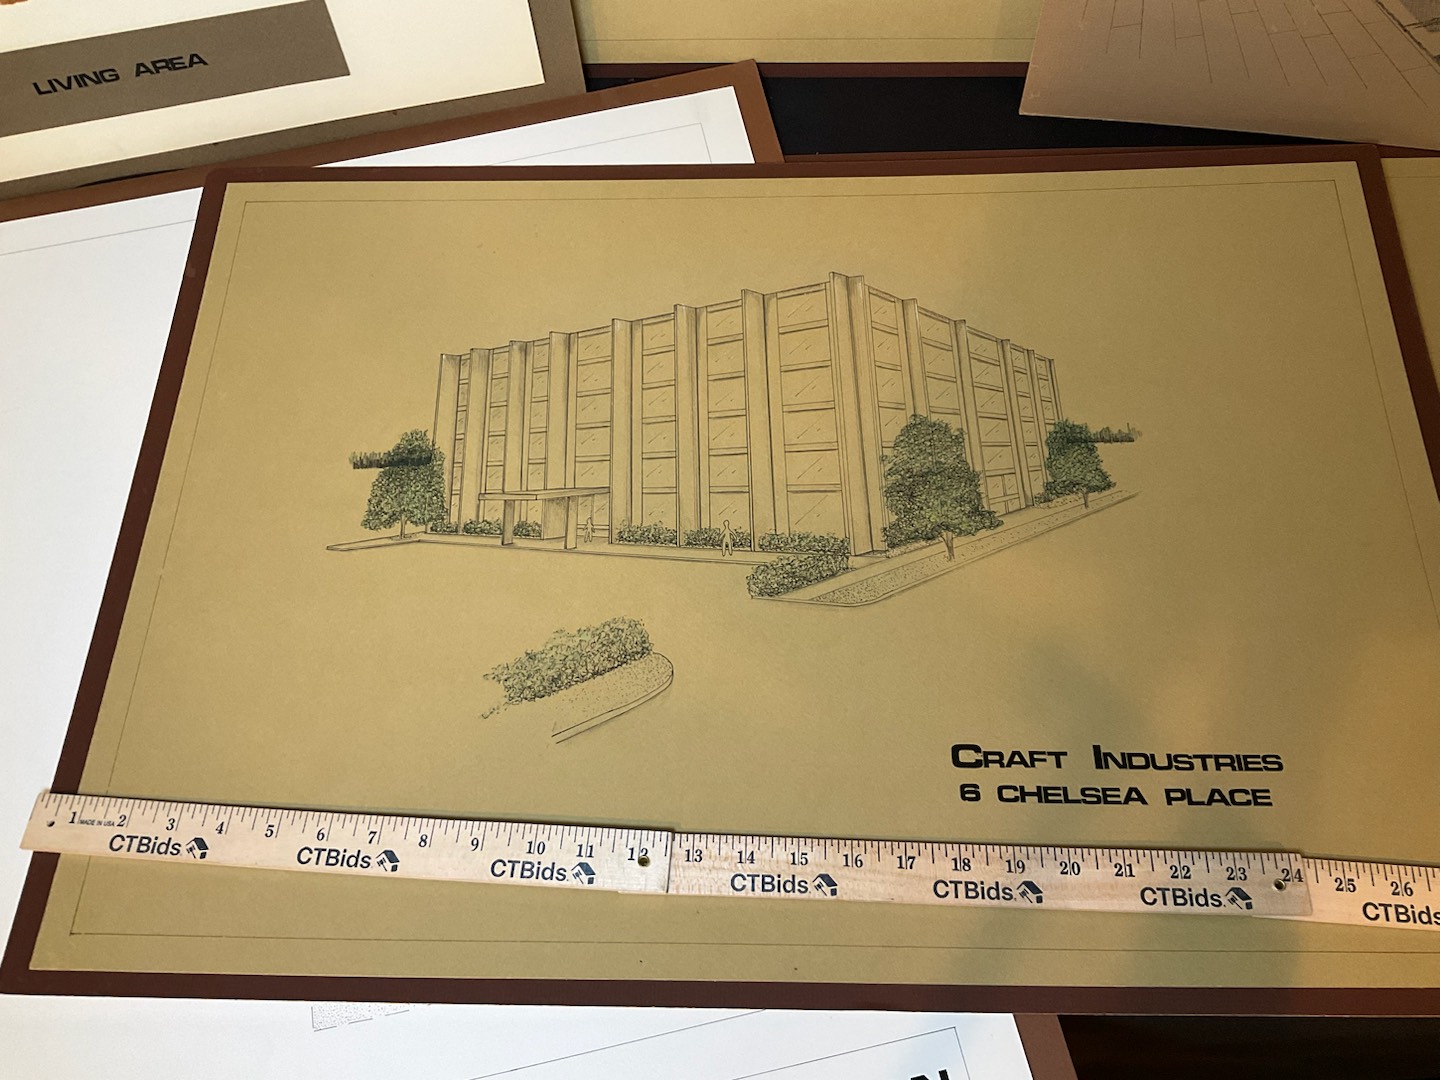 LIVING AREA
CRAFT INDUSTRIES
6 CHELSEA PLACE
1 MADE IN USA 2 3 4 5 6 7 8 9 10 11 12 13 14 15 16 17 18 19 20 21 22 23 24 25 26
CTBids. CTBids. CTBids. CTBids. CTBids. CTBids. CTBids
N